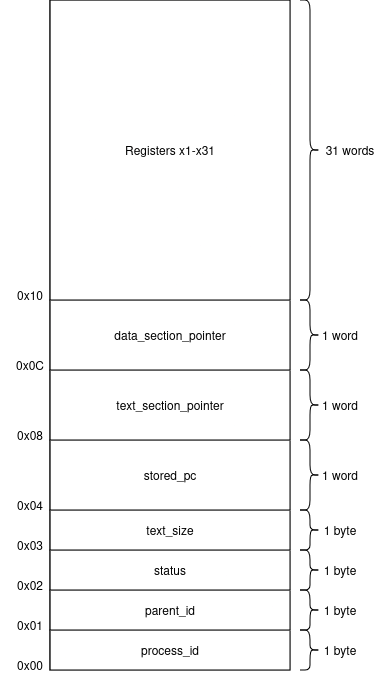 Registers x1-x31
31 words
0x10
data_section_pointer
1 word
0x0C
text_section_pointer
1 word
0x08
stored_pc
1 word
0x04
text_size
1 byte
0x03
status
1 byte
0x02
parent_id
1 byte
0x01
process_id
1 byte
0x00